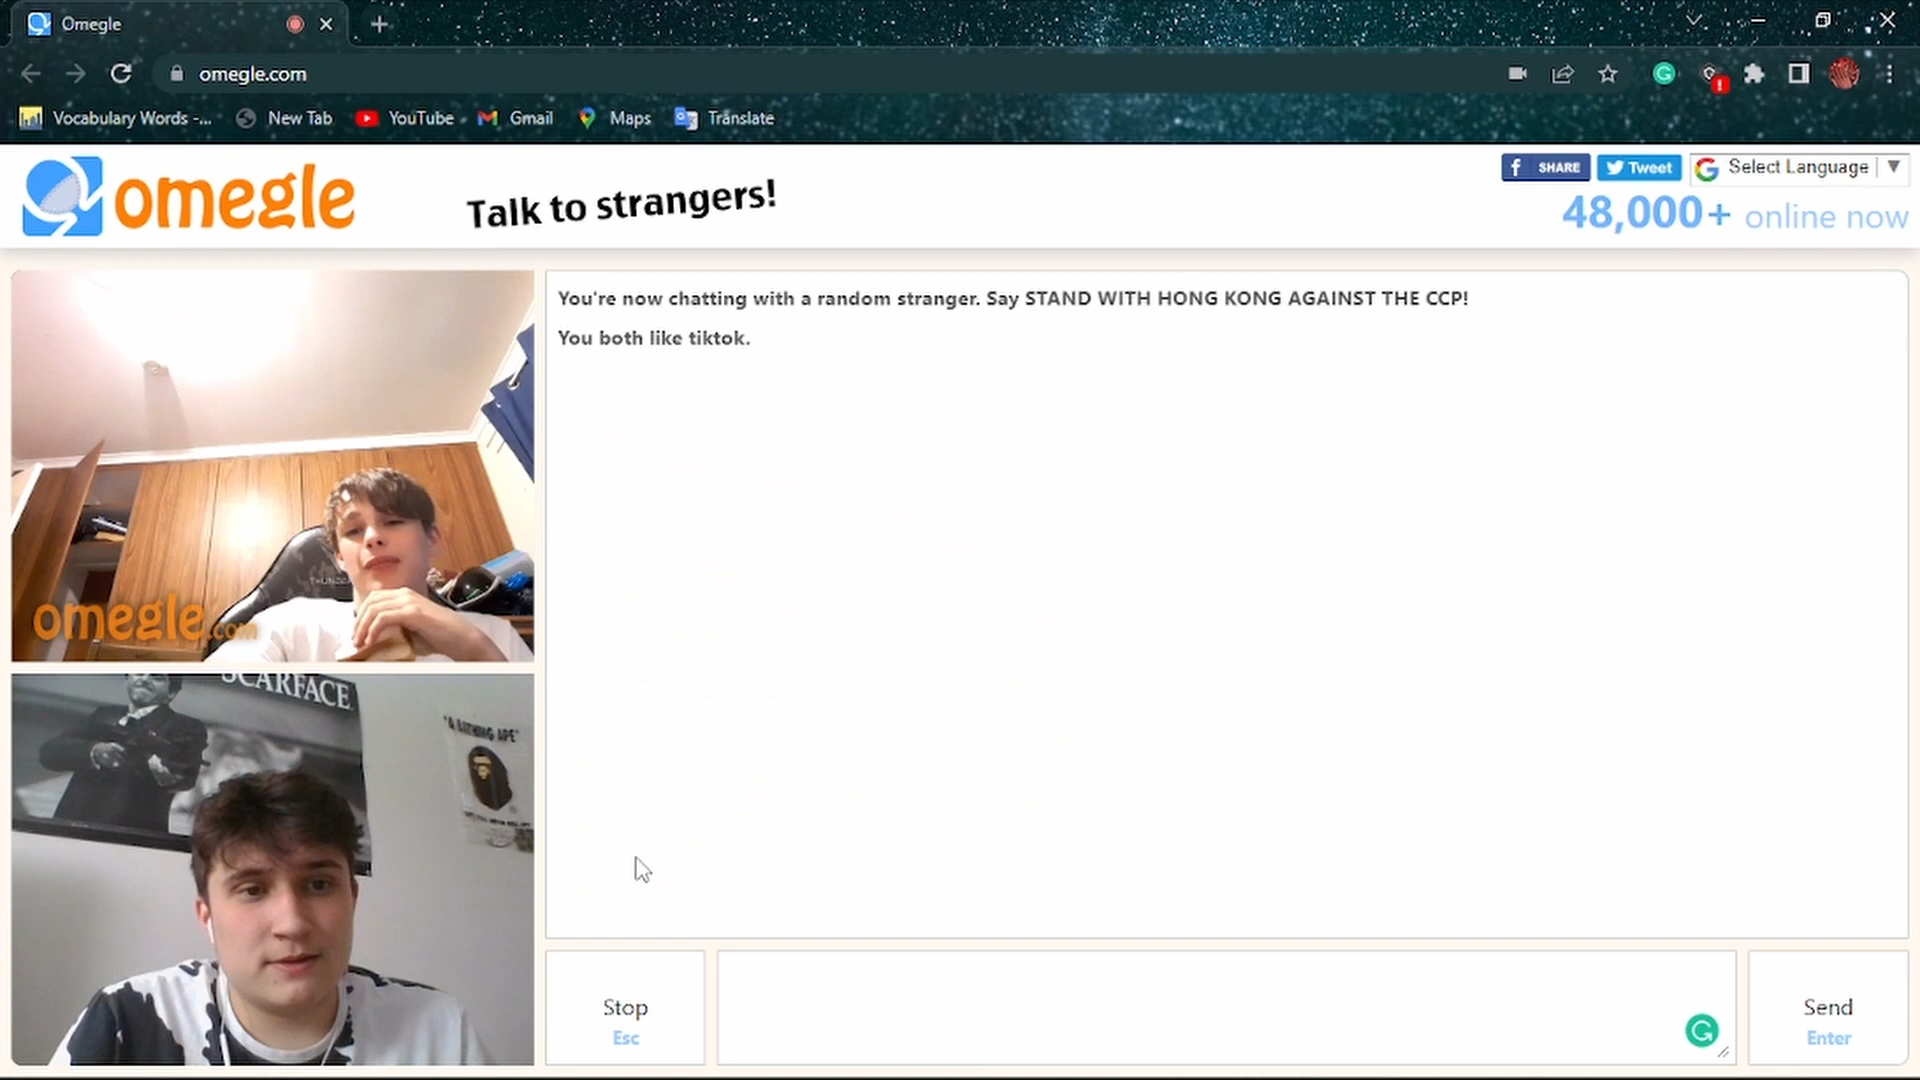 Omegle
omegle.com
Vocabulary Words -...
New Tab
YouTube
Gmail
Maps
Translate
omegle
Talk to strangers!
SHARE
Tweet
Select Language
48,000+ online now
You're now chatting with a random stranger. Say STAND WITH HONG KONG AGAINST THE CCP!
You both like tiktok.
omegle.com
SCARFACE
"A BATHING APE"
Stop
Esc
Send
Enter